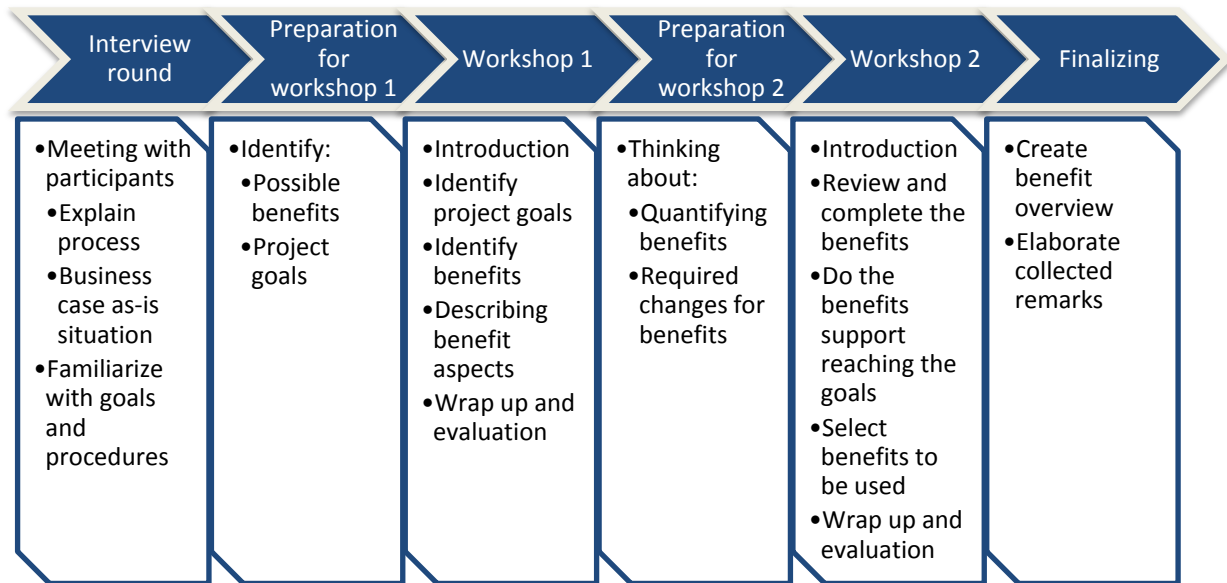 Interview
round
Preparation
for
workshop 1
Workshop 1
Preparation
for
workshop 2
Workshop 2
Finalizing
•Meeting with
participants
•Explain
process
•Business
case as-is
situation
•Familiarize
with goals
and
procedures
•Identify:
•Possible
benefits
•Project
goals
•Introduction
•Identify
project goals
•Identify
benefits
•Describing
benefit
aspects
•Wrap up and
evaluation
•Thinking
about:
•Quantifying
benefits
•Required
changes for
benefits
•Introduction
•Review and
complete the
benefits
•Do the
benefits
support
reaching the
goals
•Select
benefits to
be used
•Wrap up and
evaluation
•Create
benefit
overview
•Elaborate
collected
remarks